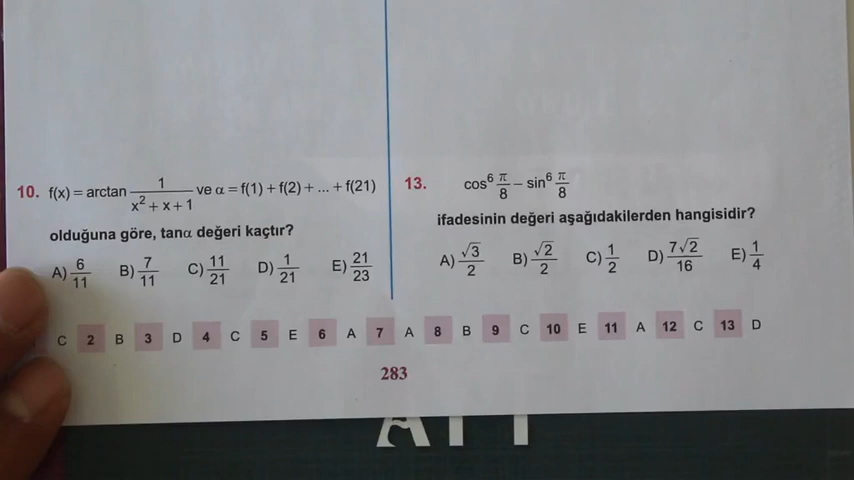 10. f(x) = arctan 1/(x² + x + 1) ve α = f(1) + f(2) + ... + f(21)
olduğuna göre, tanα değeri kaçtır?
A) 6/11 B) 7/11 C) 11/21 D) 1/21 E) 21/23
13. cos⁶ π/8 – sin⁶ π/8
ifadesinin değeri aşağıdakilerden hangisidir?
A) √3/2 B) √2/2 C) 1/2 D) 7√2/16 E) 1/4
C 2 B 3 D 4 C 5 E 6 A 7 A 8 B 9 C 10 E 11 A 12 C 13 D
283